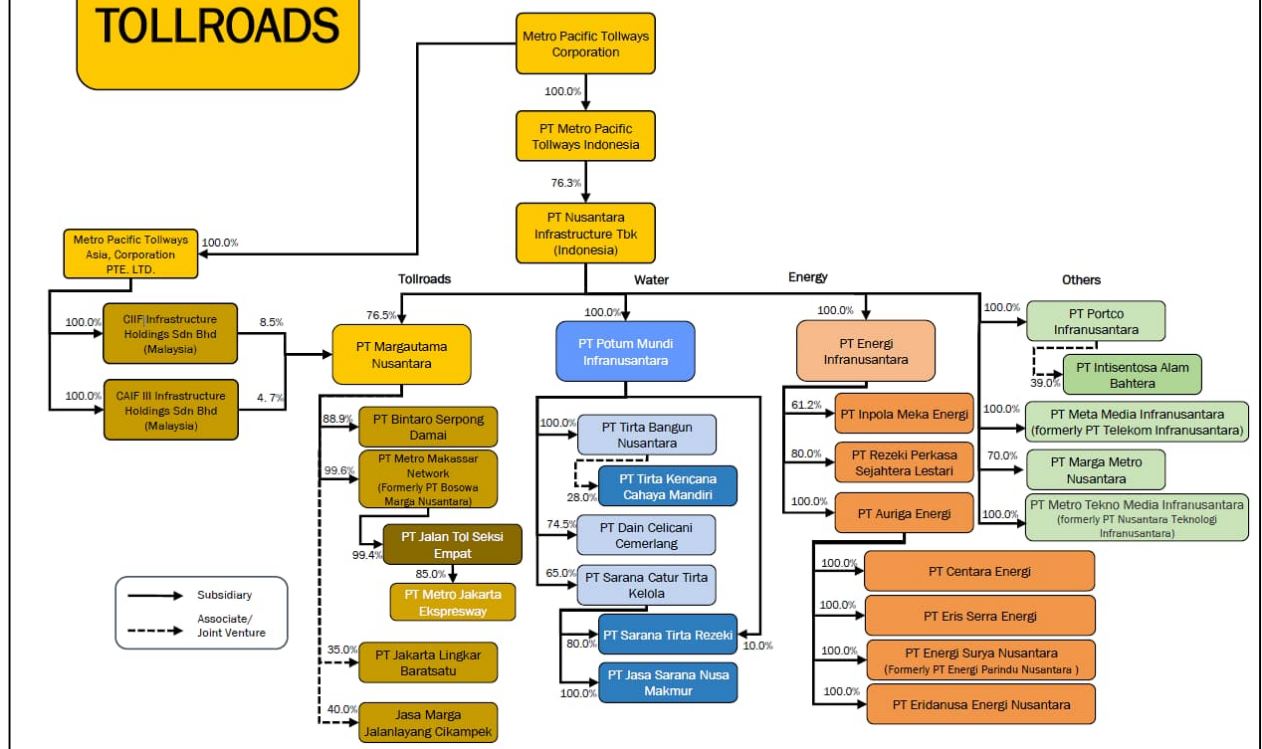 TOLLROADS
Metro Pacific Tollways
Corporation
100.0%
PT Metro Pacific
Tollways Indonesia
76.3%
PT Nusantara
Infrastructure Tbk
(Indonesia)
Metro Pacific Tollways
Asia, Corporation
PTE. LTD.
100.0%
100.0%
CIIF Infrastructure
Holdings Sdn Bhd
(Malaysia)
8.5%
100.0%
CAIF III Infrastructure
Holdings Sdn Bhd
(Malaysia)
4. 7%
Tollroads
76.5%
PT Margautama
Nusantara
88.9%
PT Bintaro Serpong
Damai
99.6%
PT Metro Makassar
Network
(Formerly PT Bosowa
Marga Nusantara)
99.4%
PT Jalan Tol Seksi
Empat
85.0%
PT Metro Jakarta
Ekspresway
35.0%
PT Jakarta Lingkar
Baratsatu
40.0%
Jasa Marga
Jalanlayang Cikampek
Water
100.0%
PT Potum Mundi
Infranusantara
100.0%
PT Tirta Bangun
Nusantara
28.0%
PT Tirta Kencana
Cahaya Mandiri
74.5%
PT Dain Celicani
Cemerlang
65.0%
PT Sarana Catur Tirta
Kelola
80.0%
PT Sarana Tirta Rezeki
10.0%
100.0%
PT Jasa Sarana Nusa
Makmur
Energy
100.0%
PT Energi
Infranusantara
61.2%
PT Inpola Meka Energi
80.0%
PT Rezeki Perkasa
Sejahtera Lestari
100.0%
PT Auriga Energi
100.0%
PT Centara Energi
100.0%
PT Eris Serra Energi
100.0%
PT Energi Surya Nusantara
(Formerly PT Energi Parindu Nusantara )
100.0%
PT Eridanusa Energi Nusantara
Others
100.0%
PT Portco
Infranusantara
39.0%
PT Intisentosa Alam
Bahtera
100.0%
PT Meta Media Infranusantara
(formerly PT Telekom Infranusantara)
70.0%
PT Marga Metro
Nusantara
100.0%
PT Metro Tekno Media Infranusantara
(formerly PT Nusantara Teknologi
Infranusantara)
Subsidiary
Associate/
Joint Venture